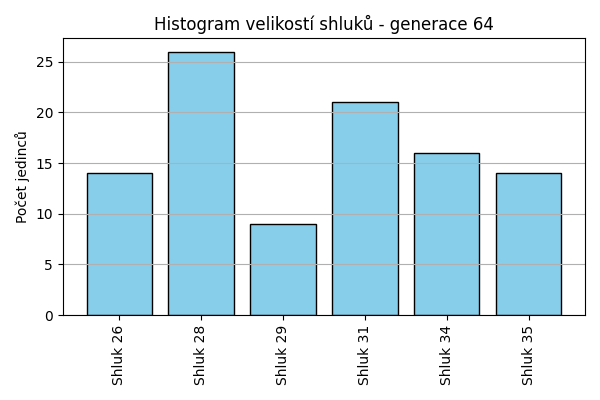 Histogram velikostí shluků - generace 64
Počet jedinců
25
20
15
10
5
0
Shluk 26
Shluk 28
Shluk 29
Shluk 31
Shluk 34
Shluk 35